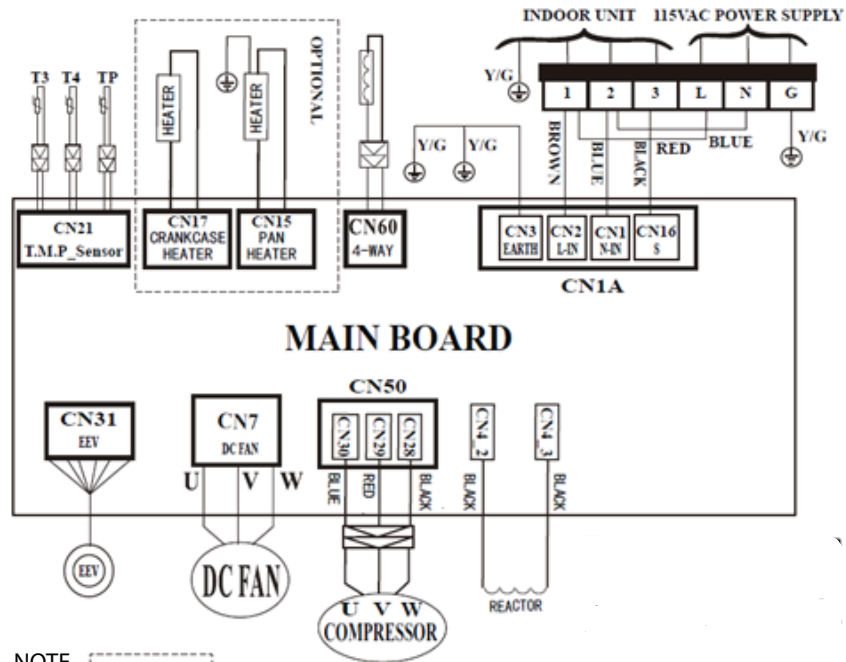 INDOOR UNIT 115VAC POWER SUPPLY
T3 T4 TP
HEATER
HEATER
OPTIONAL
Y/G
1 2 3 L N G
Y/G Y/G
BROWN
BLUE
BLACK
RED
BLUE
Y/G
CN21
T.M.P_Sensor
CN17
CRANKCASE
HEATER
CN15
PAN
HEATER
CN60
4-WAY
CN3
EARTH
CN2
L-IN
CN1
N-IN
CN16
S
CN1A
MAIN BOARD
CN31
EEV
CN7
DC FAN
CN50
CN30
CN29
CN28
CN4_2
CN4_3
U V W
BLUE
RED
BLACK
BLACK
BLACK
EEV
DC FAN
U V W
COMPRESSOR
REACTOR
NOTE